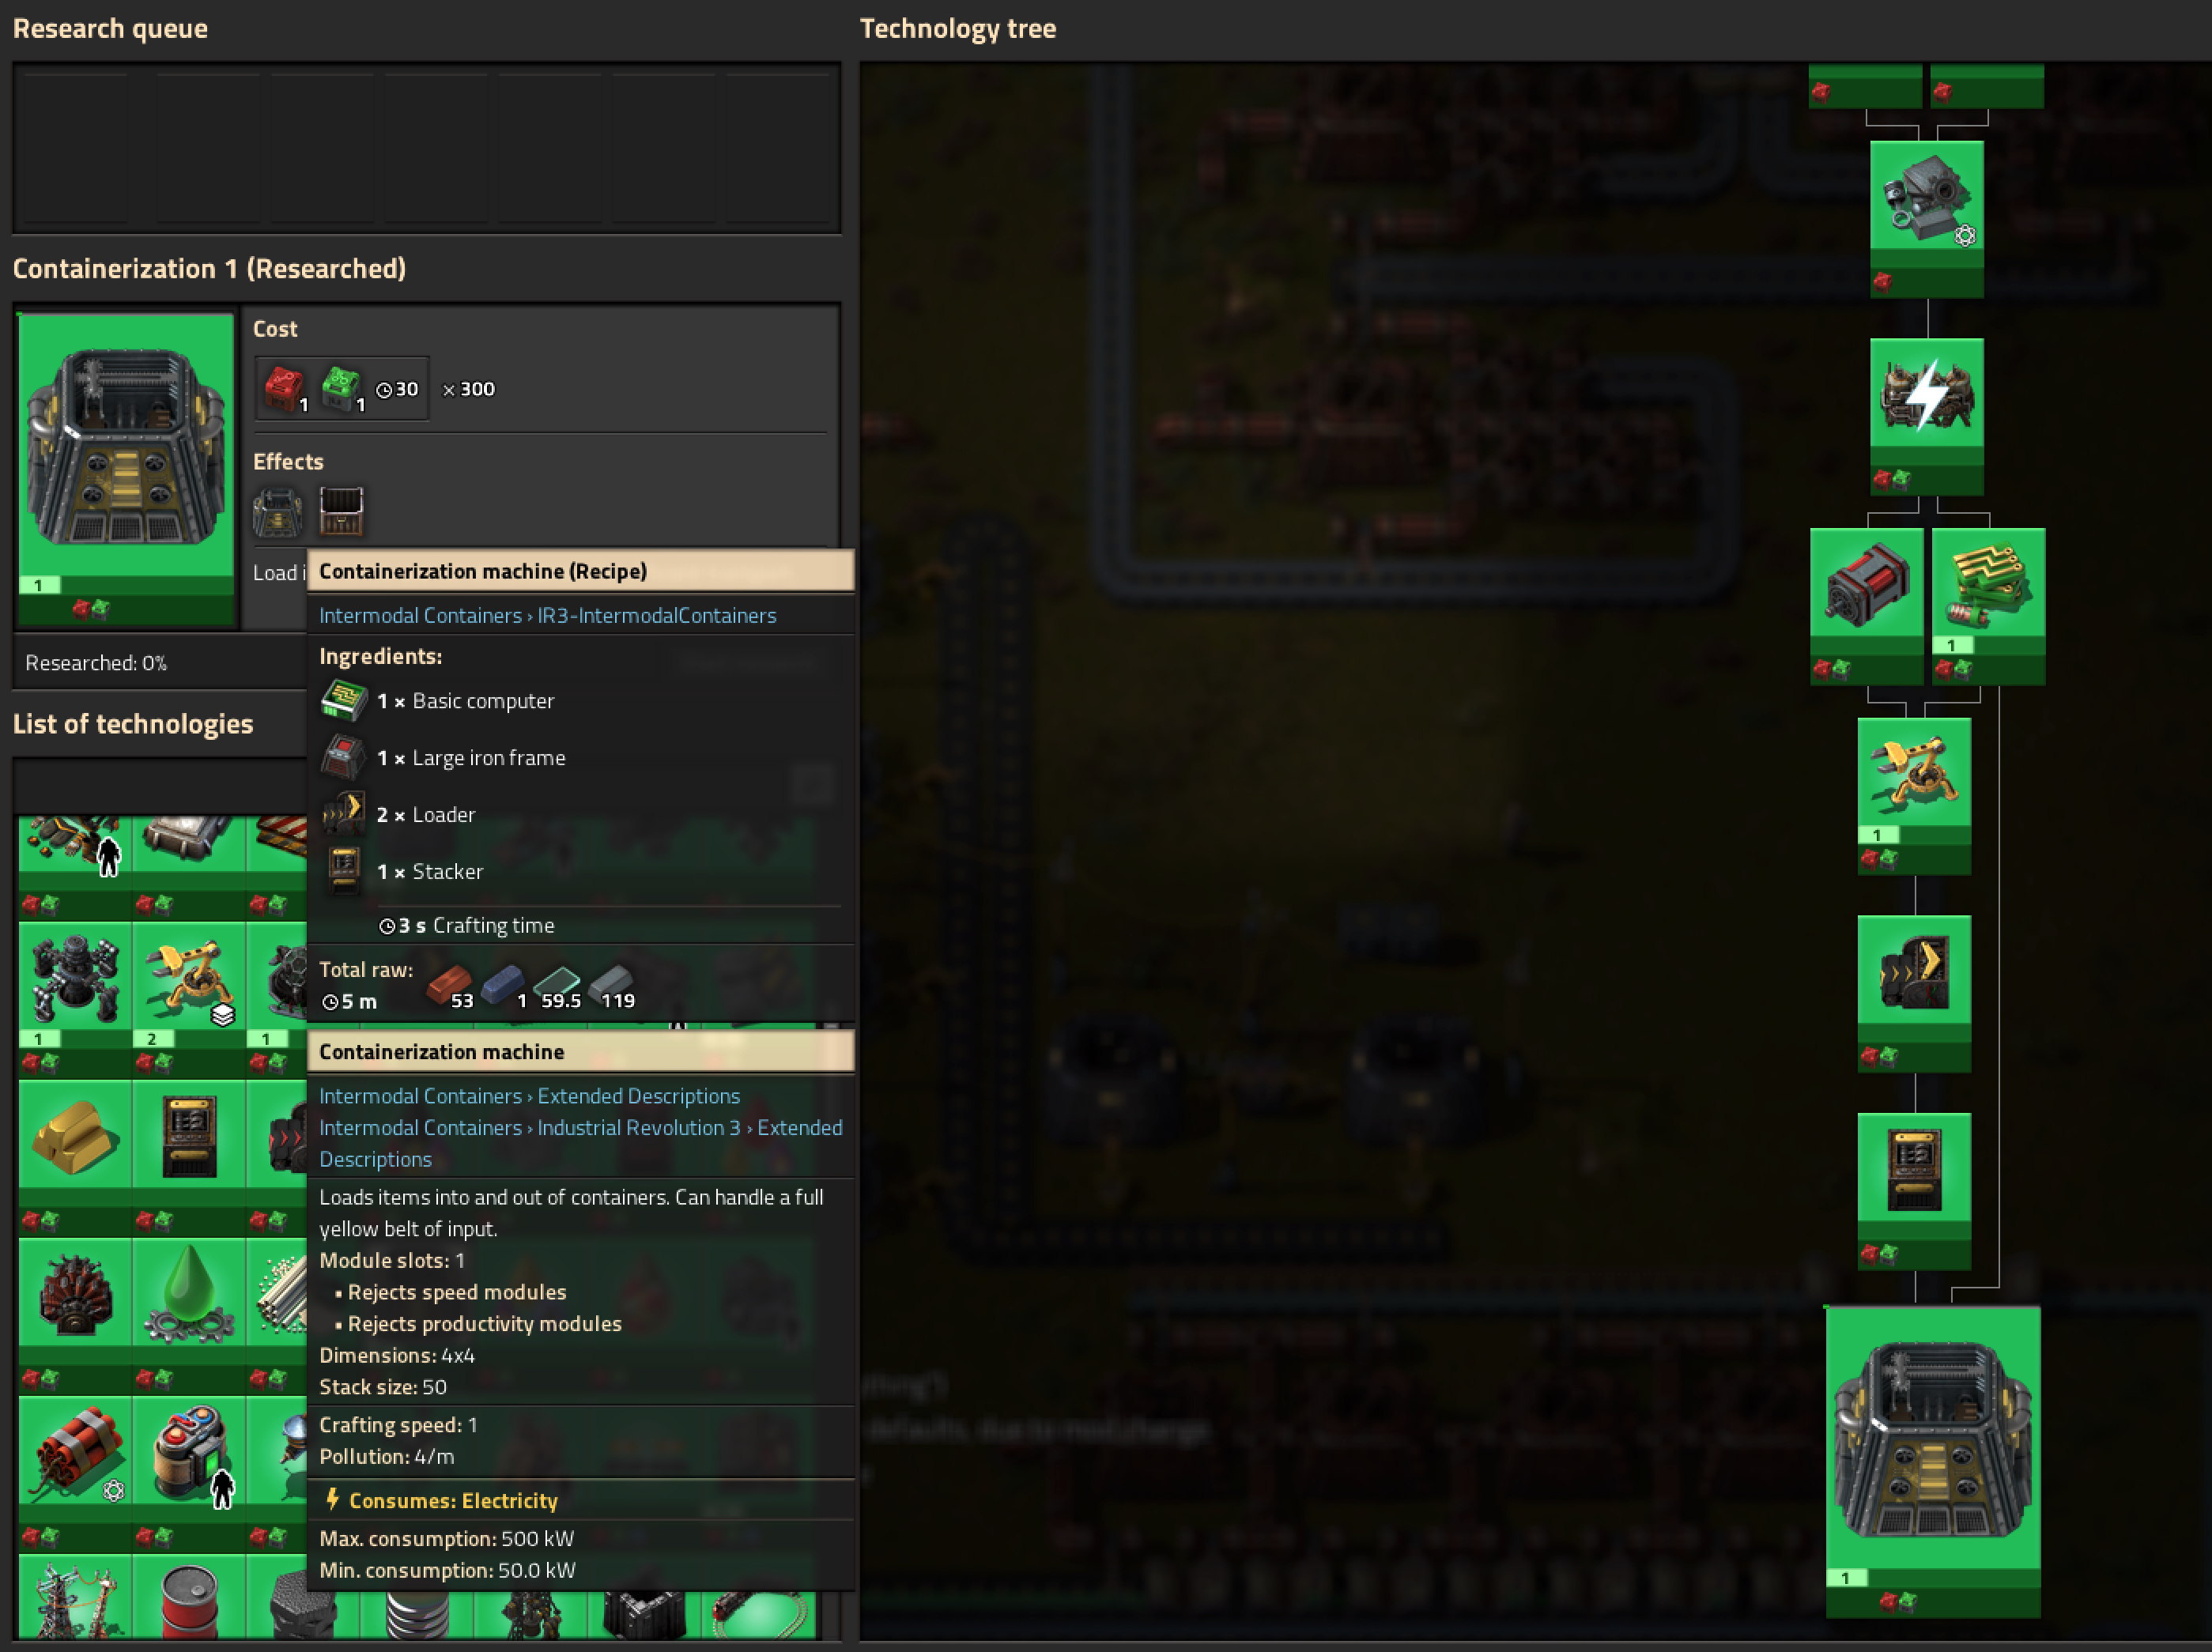 Research queue
Technology tree
Containerization 1 (Researched)
Cost
1 1 30 × 300
Effects
Load i
1
Researched: 0%
List of technologies
Containerization machine (Recipe)
Intermodal Containers › IR3-IntermodalContainers
Ingredients:
1 × Basic computer
1 × Large iron frame
2 × Loader
1 × Stacker
3 s Crafting time
Total raw:
5 m 53 1 59.5 119
Containerization machine
Intermodal Containers › Extended Descriptions
Intermodal Containers › Industrial Revolution 3 › Extended
Descriptions
Loads items into and out of containers. Can handle a full
yellow belt of input.
Module slots: 1
▪ Rejects speed modules
▪ Rejects productivity modules
Dimensions: 4x4
Stack size: 50
Crafting speed: 1
Pollution: 4/m
Consumes: Electricity
Max. consumption: 500 kW
Min. consumption: 50.0 kW
1 2 1
1
1
1
defaults, due to mod change